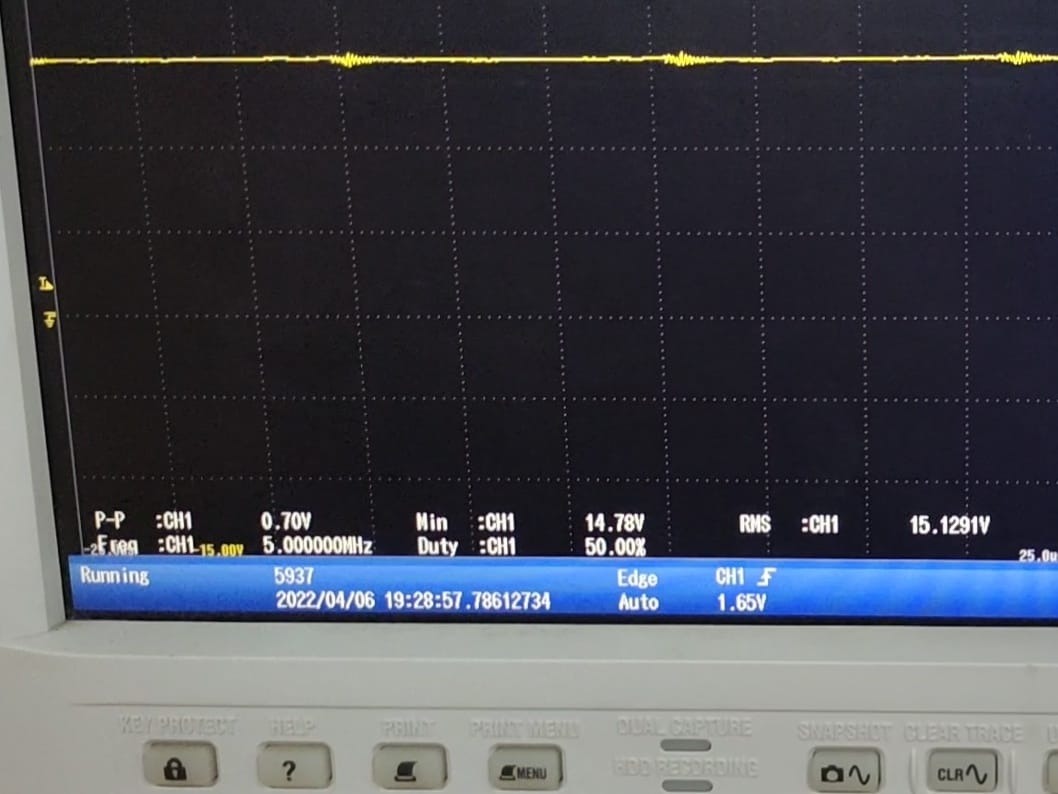 P-P :CH1 0.70V Min :CH1 14.78V RMS :CH1 15.1291V
Freq :CH1 5.000000MHz Duty :CH1 50.00%
-15.00V
25.0u
Running 5937 Edge CH1
2022/04/06 19:28:57.78612734 Auto 1.65V
KEY PROTECT HELP PRINT PRINT MENU DUAL CAPTURE SNAPSHOT CLEAR TRACE
? MENU CLR
HDD RECORDING